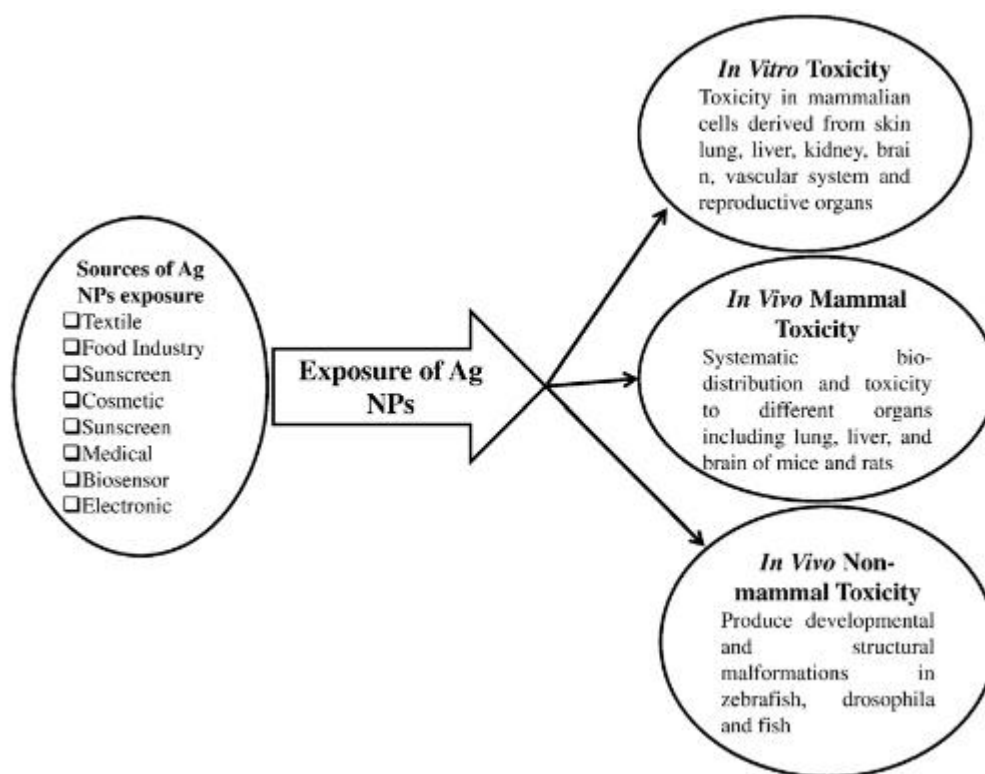 Sources of Ag
NPs exposure
❑Textile
❑Food Industry
❑Sunscreen
❑Cosmetic
❑Sunscreen
❑Medical
❑Biosensor
❑Electronic
Exposure of Ag
NPs
In Vitro Toxicity
Toxicity in mammalian
cells derived from skin
lung, liver, kidney, brai
n, vascular system and
reproductive organs
In Vivo Mammal
Toxicity
Systematic bio-
distribution and toxicity
to different organs
including lung, liver, and
brain of mice and rats
In Vivo Non-
mammal Toxicity
Produce developmental
and structural
malformations in
zebrafish, drosophila
and fish